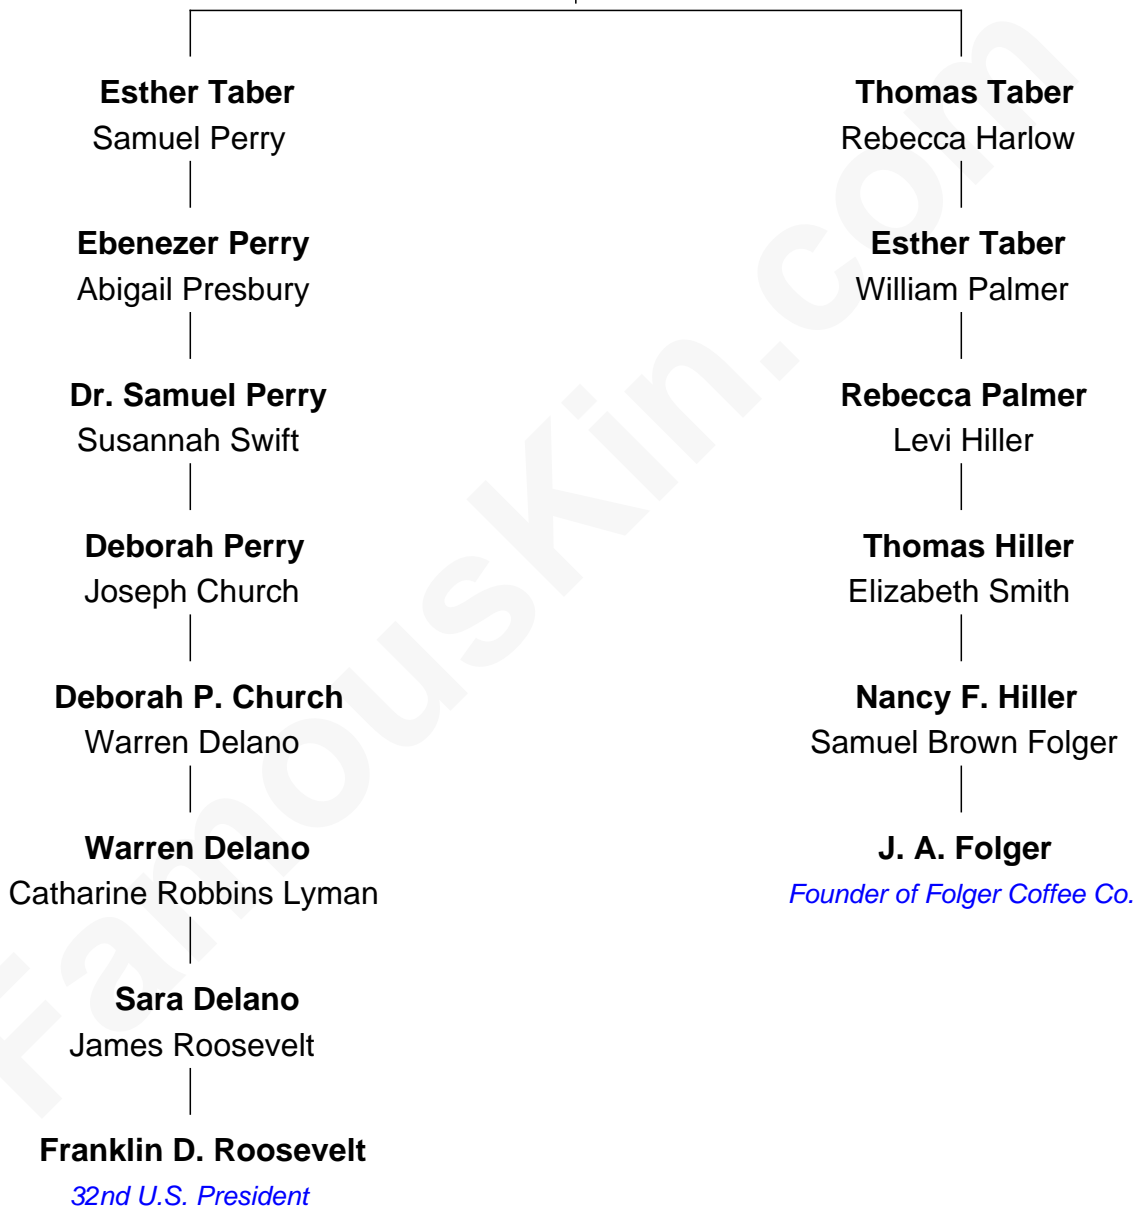 Esther Taber
Samuel Perry
Ebenezer Perry
Abigail Presbury
Dr. Samuel Perry
Susannah Swift
Deborah Perry
Joseph Church
Deborah P. Church
Warren Delano
Warren Delano
Catharine Robbins Lyman
Sara Delano
James Roosevelt
Franklin D. Roosevelt
32nd U.S. President
Thomas Taber
Rebecca Harlow
Esther Taber
William Palmer
Rebecca Palmer
Levi Hiller
Thomas Hiller
Elizabeth Smith
Nancy F. Hiller
Samuel Brown Folger
J. A. Folger
Founder of Folger Coffee Co.
FamousKin.com